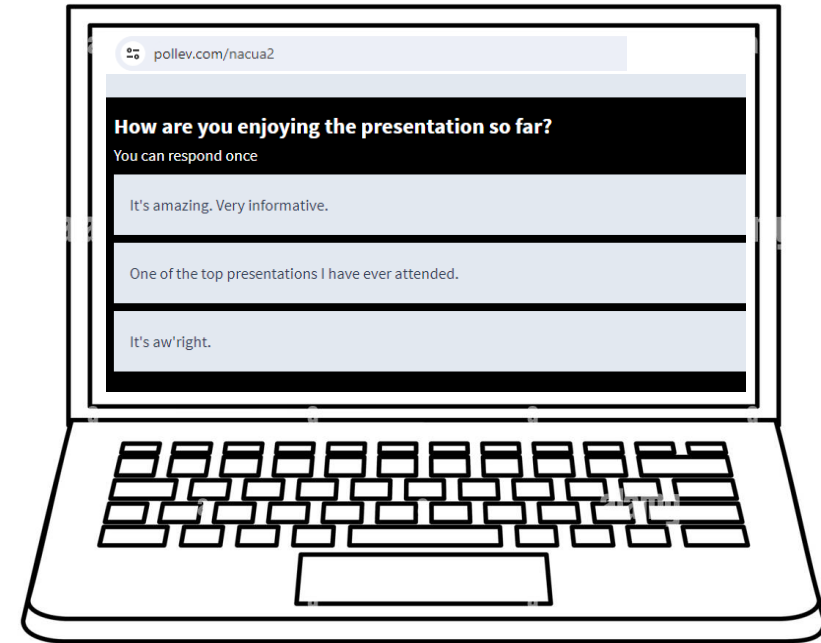 pollev.com/nacua2
How are you enjoying the presentation so far?
You can respond once
It's amazing. Very informative.
One of the top presentations I have ever attended.
It's aw'right.
alamy